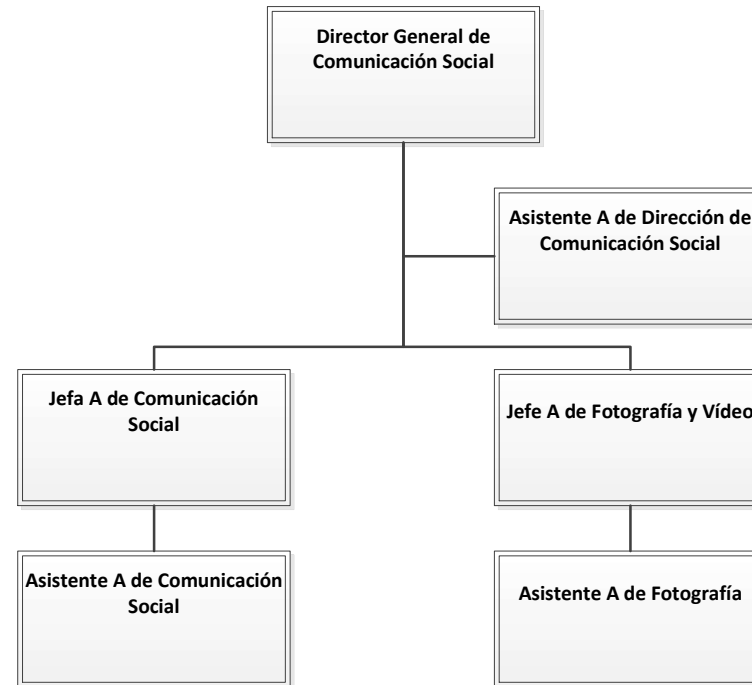 Director General de
Comunicación Social
Asistente A de Dirección de
Comunicación Social
Jefa A de Comunicación
Social
Jefe A de Fotografía y Vídeo
Asistente A de Comunicación
Social
Asistente A de Fotografía